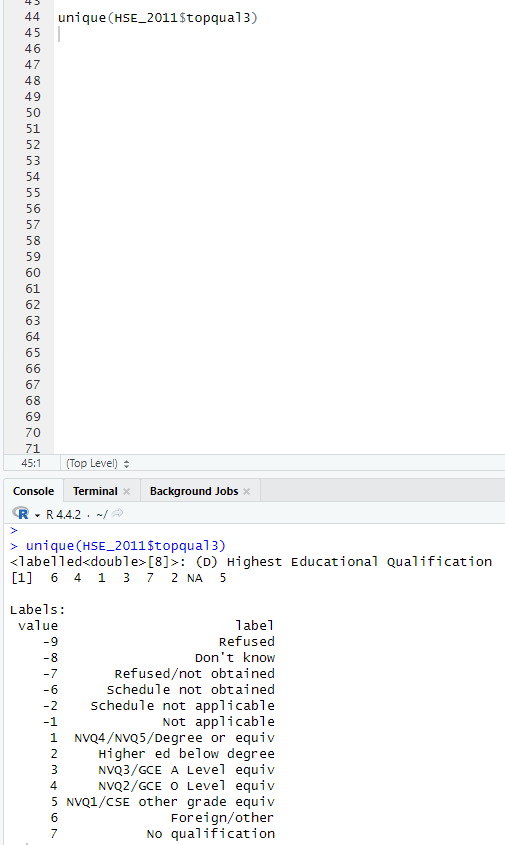 43
44 unique(HSE_2011$topqual3)
45
46
47
48
49
50
51
52
53
54
55
56
57
58
59
60
61
62
63
64
65
66
67
68
69
70
71
45:1 (Top Level)
Console Terminal Background Jobs
R R 4.4.2 · ~/
>
> unique(HSE_2011$topqual3)
<labelled<double>[8]>: (D) Highest Educational Qualification
[1] 6 4 1 3 7 2 NA 5
Labels:
value label
-9 Refused
-8 Don't know
-7 Refused/not obtained
-6 Schedule not obtained
-2 Schedule not applicable
-1 Not applicable
1 NVQ4/NVQ5/Degree or equiv
2 Higher ed below degree
3 NVQ3/GCE A Level equiv
4 NVQ2/GCE O Level equiv
5 NVQ1/CSE other grade equiv
6 Foreign/other
7 No qualification